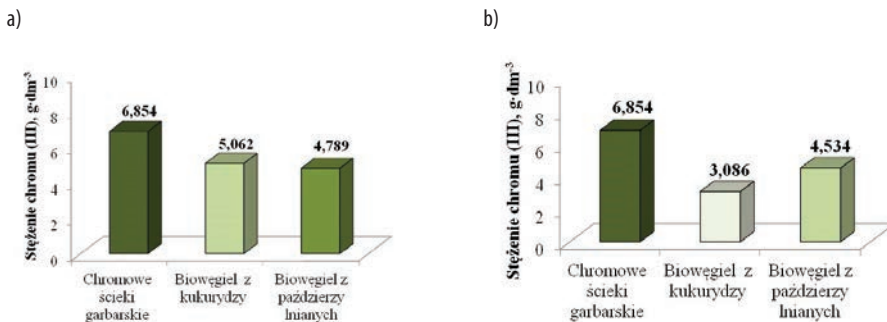 a)
Stężenie chromu (III), g·dm-3
10
8
6
4
2
0
6,854
5,062
4,789
Chromowe
ścieki
garbarskie
Biowęgiel z
kukurydzy
Biowęgiel z
paździerzy
lnianych
b)
Stężenie chromu (III), g·dm-3
10
8
6
4
2
0
6,854
3,086
4,534
Chromowe
ścieki
garbarskie
Biowęgiel z
kukurydzy
Biowęgiel z
paździerzy
lnianych